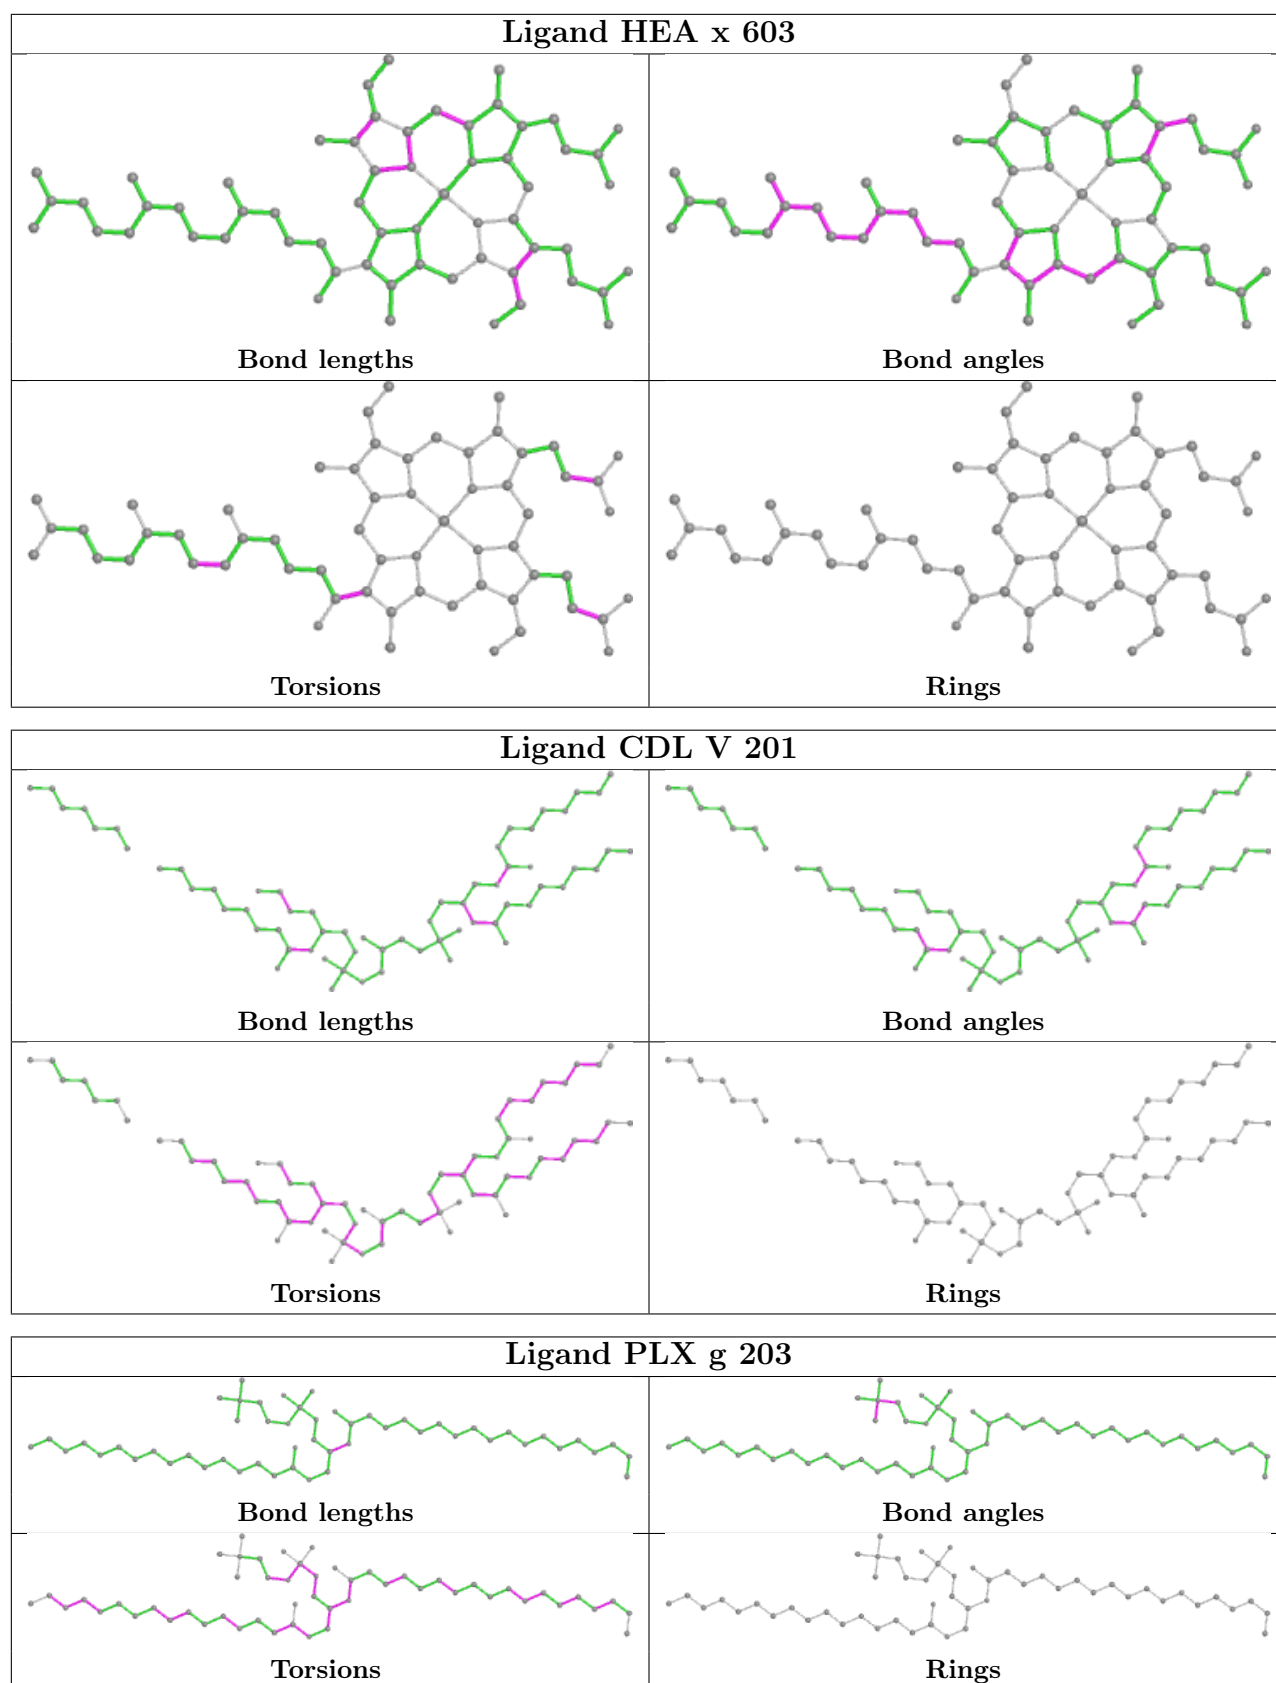 Ligand HEA x 603
Bond lengths
Bond angles
Torsions
Rings
Ligand CDL V 201
Bond lengths
Bond angles
Torsions
Rings
Ligand PLX g 203
Bond lengths
Bond angles
Torsions
Rings